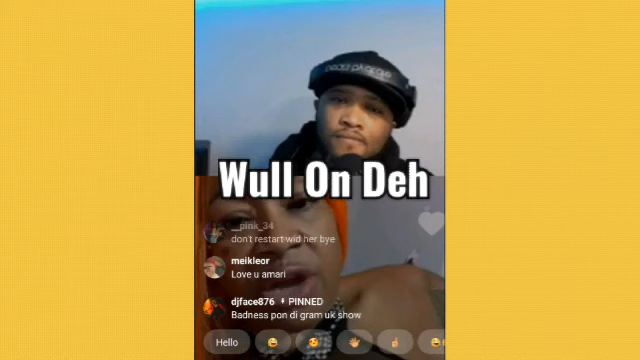 Wull On Deh
__pink_34
don't restart wid her bye
meikleor
Love u amari
djface876 PINNED
Badness pon di gram uk show
Hello